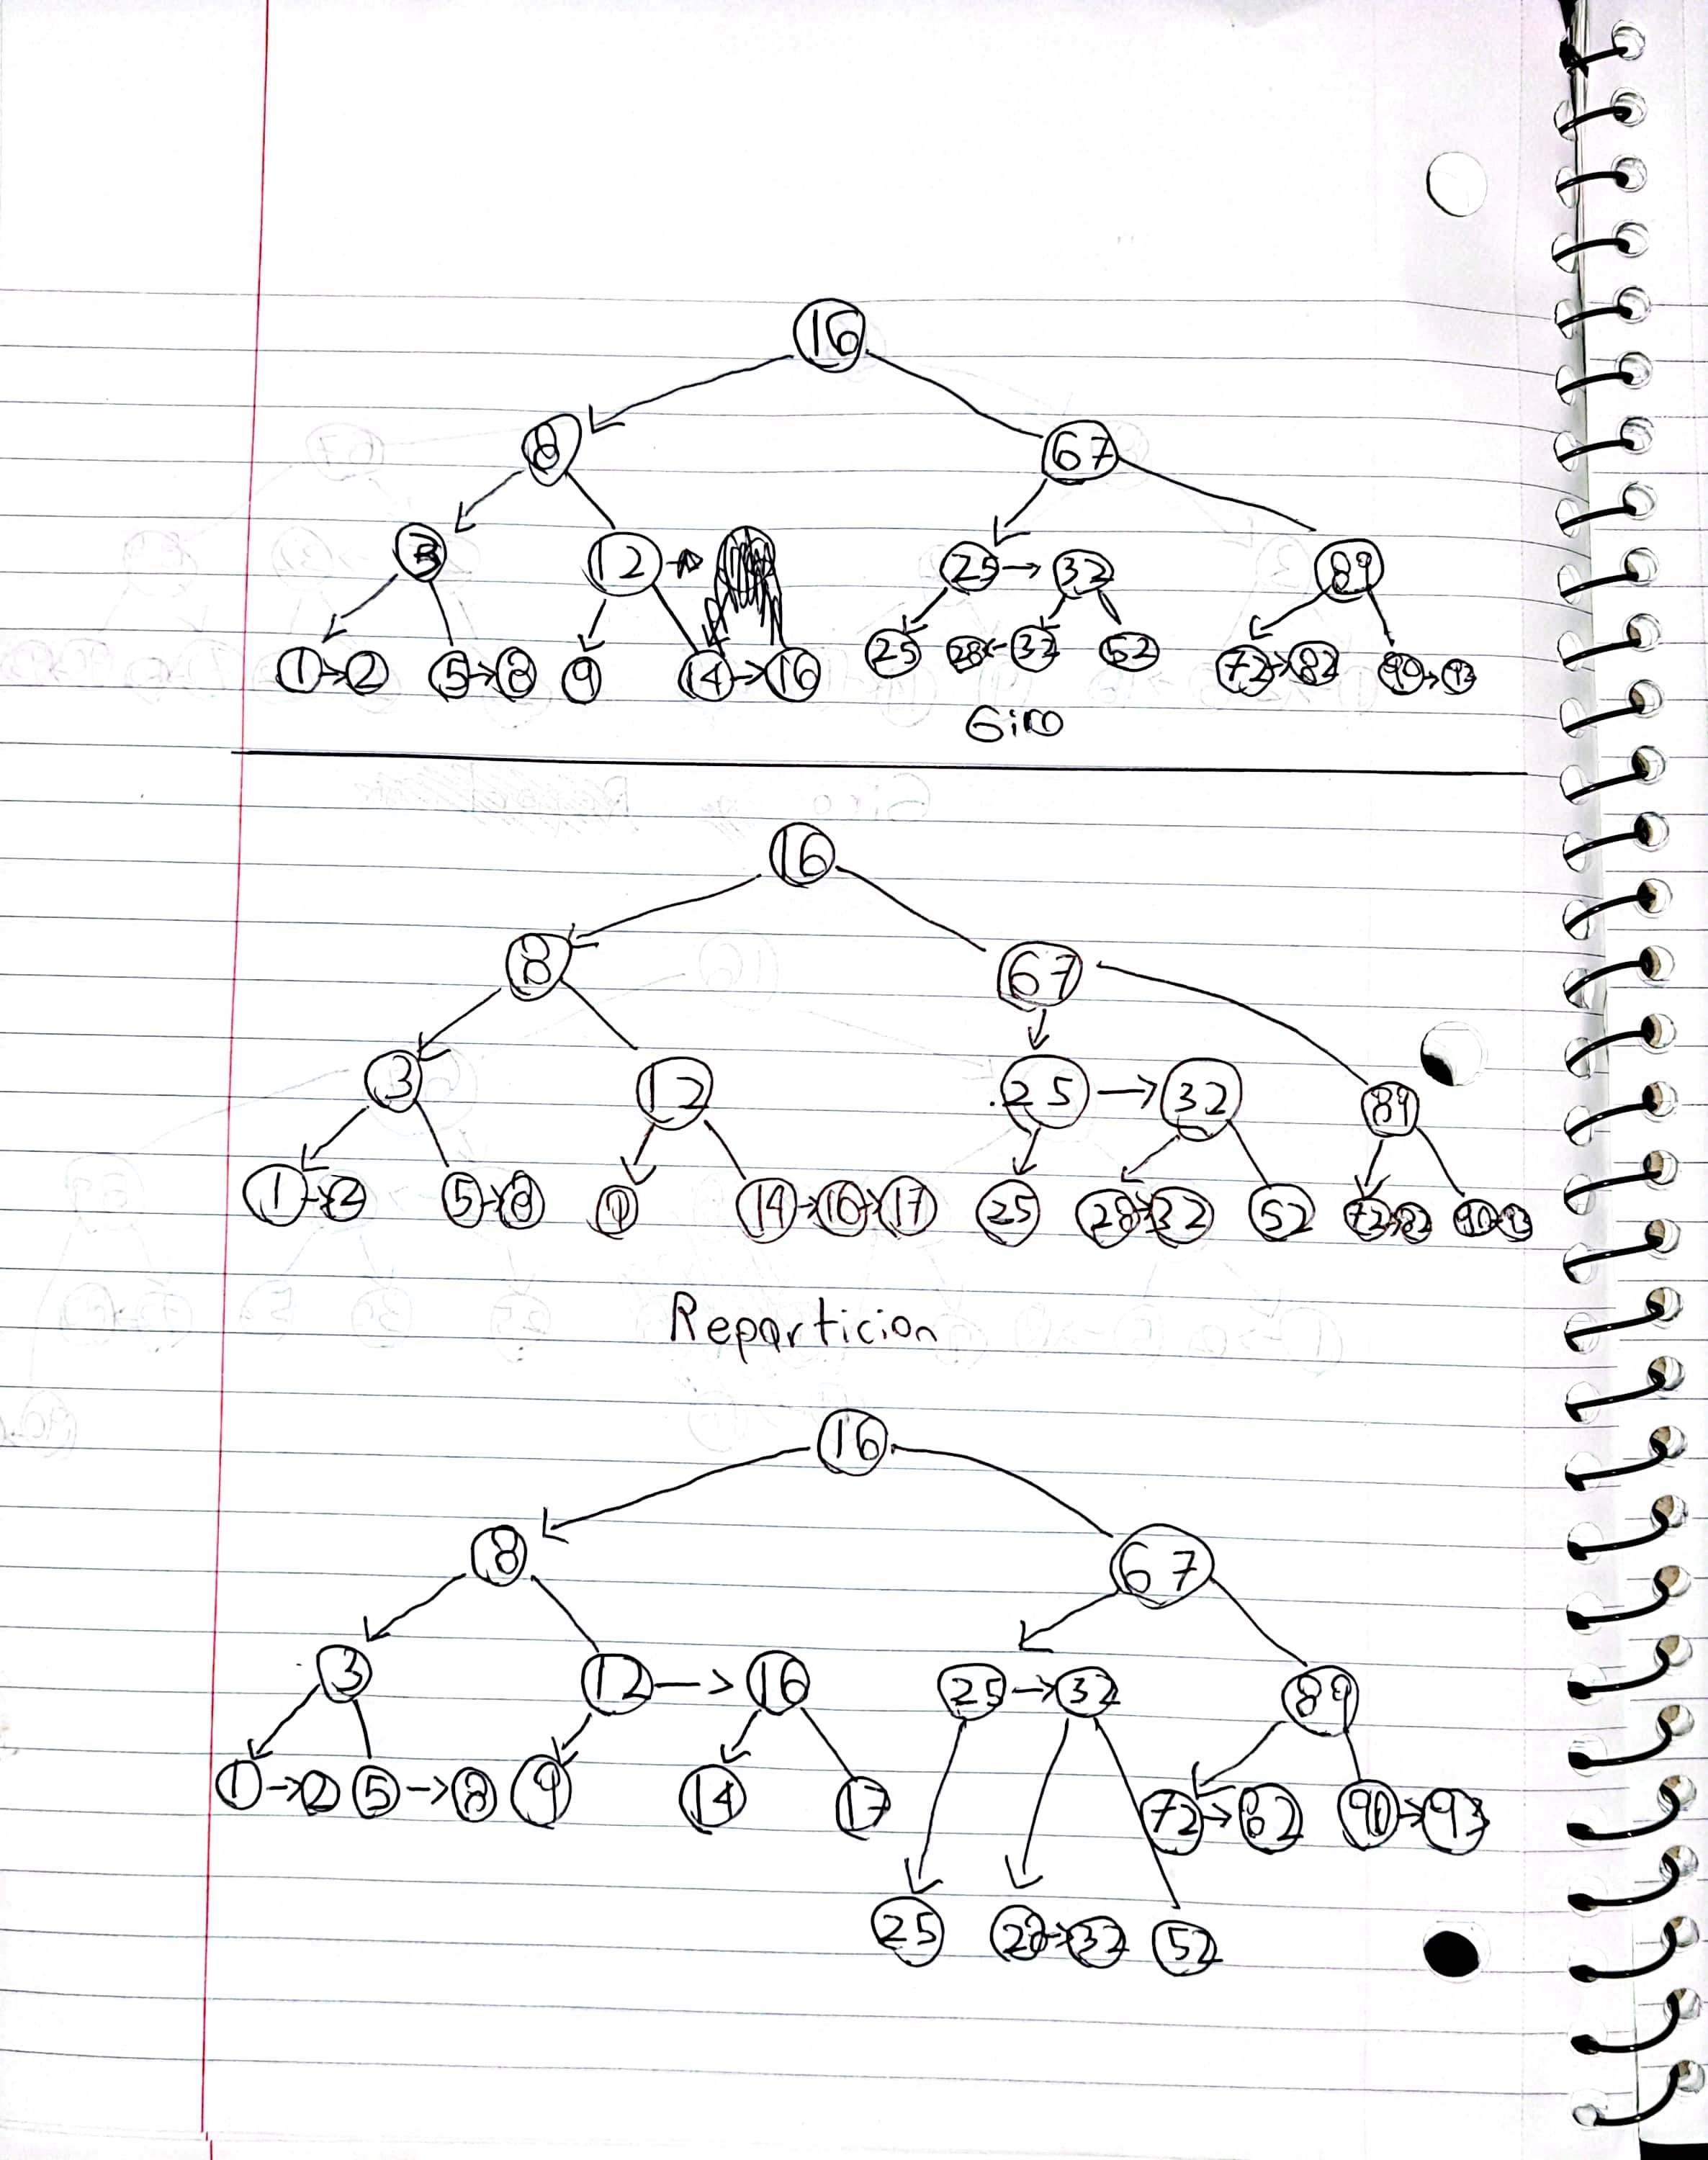 16
8 67
3 12 25 → 32 89
1 → 2 5 → 8 9 14 → 16 25 28 ← 32 52 72 → 82 90 → 93
Giro
16
8 67
3 12 25 → 32 89
1 → 2 5 → 8 9 14 → 16 → 17 25 28 → 32 52 72 → 82
Reparticion
16
8 67
3 12 → 16 25 → 32 89
1 → 2 5 → 8 9 14 17 72 → 82 90 → 93
25 28 → 32 52